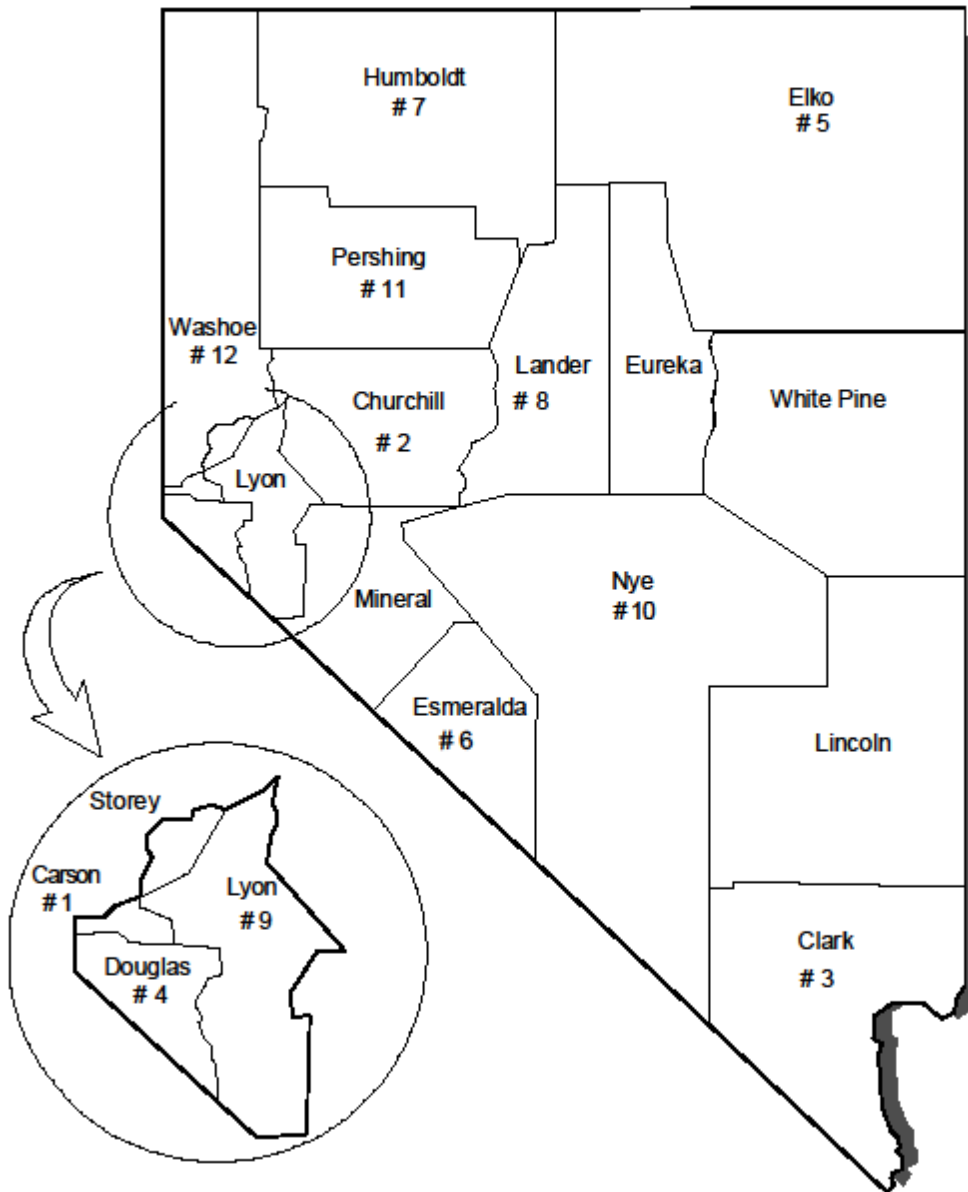 Humboldt
# 7
Elko
# 5
Pershing
# 11
Washoe
# 12
Lander
# 8
Eureka
White Pine
Churchill
# 2
Lyon
Nye
#10
Mineral
Esmeralda
# 6
Lincoln
Storey
Carson
#1
Lyon
# 9
Douglas
# 4
Clark
# 3